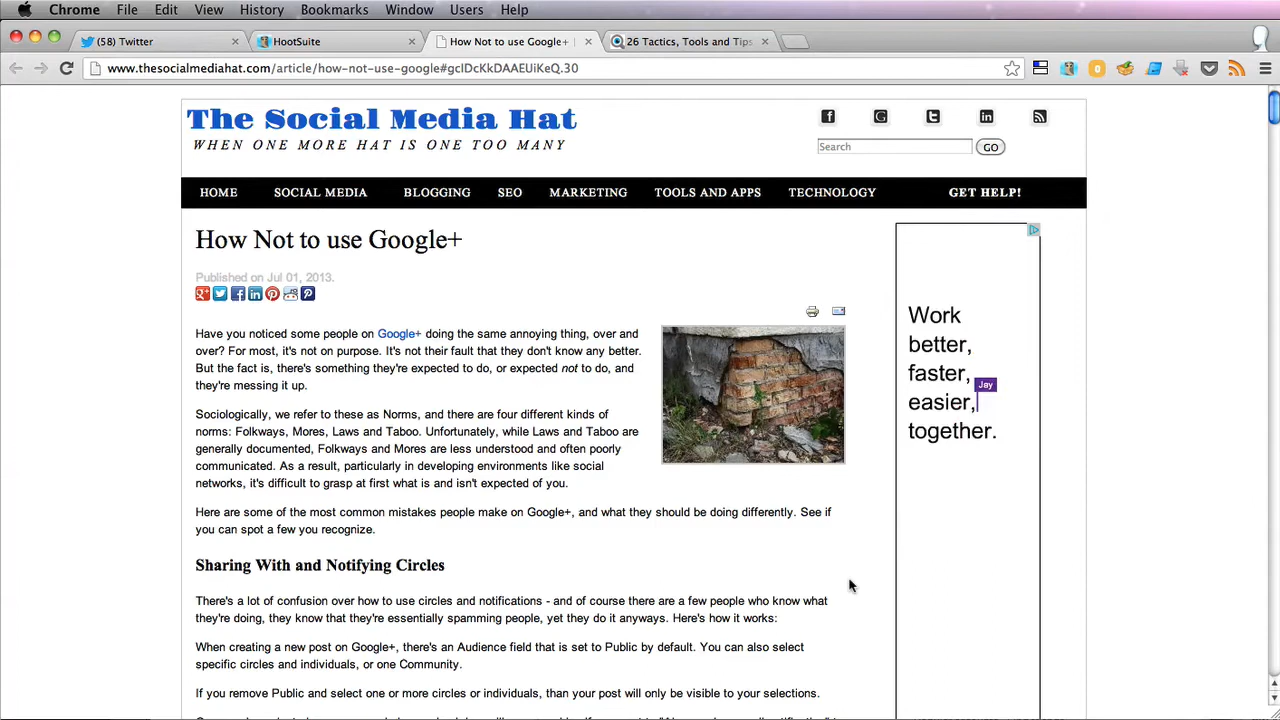 Chrome File Edit View History Bookmarks Window Users Help
(58) Twitter HootSuite How Not to use Google+ 26 Tactics, Tools and Tips
www.thesocialmediahat.com/article/how-not-use-google#gcIDcKkDAAEUiKeQ.30
The Social Media Hat
WHEN ONE MORE HAT IS ONE TOO MANY
Search GO
HOME SOCIAL MEDIA BLOGGING SEO MARKETING TOOLS AND APPS TECHNOLOGY GET HELP!
How Not to use Google+
Published on Jul 01, 2013.
Have you noticed some people on Google+ doing the same annoying thing, over and
over? For most, it's not on purpose. It's not their fault that they don't know any better.
But the fact is, there's something they're expected to do, or expected not to do, and
they're messing it up.
Sociologically, we refer to these as Norms, and there are four different kinds of
norms: Folkways, Mores, Laws and Taboo. Unfortunately, while Laws and Taboo are
generally documented, Folkways and Mores are less understood and often poorly
communicated. As a result, particularly in developing environments like social
networks, it's difficult to grasp at first what is and isn't expected of you.
Here are some of the most common mistakes people make on Google+, and what they should be doing differently. See if
you can spot a few you recognize.
Sharing With and Notifying Circles
There's a lot of confusion over how to use circles and notifications - and of course there are a few people who know what
they're doing, they know that they're essentially spamming people, yet they do it anyways. Here's how it works:
When creating a new post on Google+, there's an Audience field that is set to Public by default. You can also select
specific circles and individuals, or one Community.
If you remove Public and select one or more circles or individuals, than your post will only be visible to your selections.
Work
better,
faster,
Jay
easier,
together.